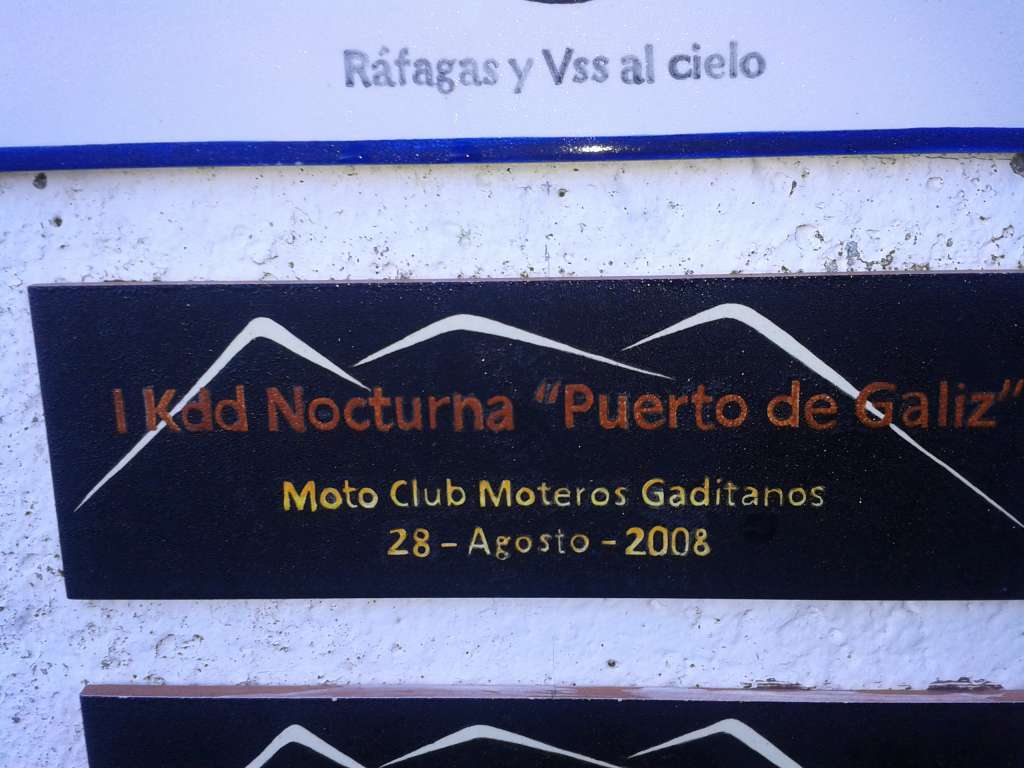 Ráfagas y Vss al cielo
I Kdd Nocturna "Puerto de Galiz"
Moto Club Moteros Gaditanos
28 - Agosto - 2008